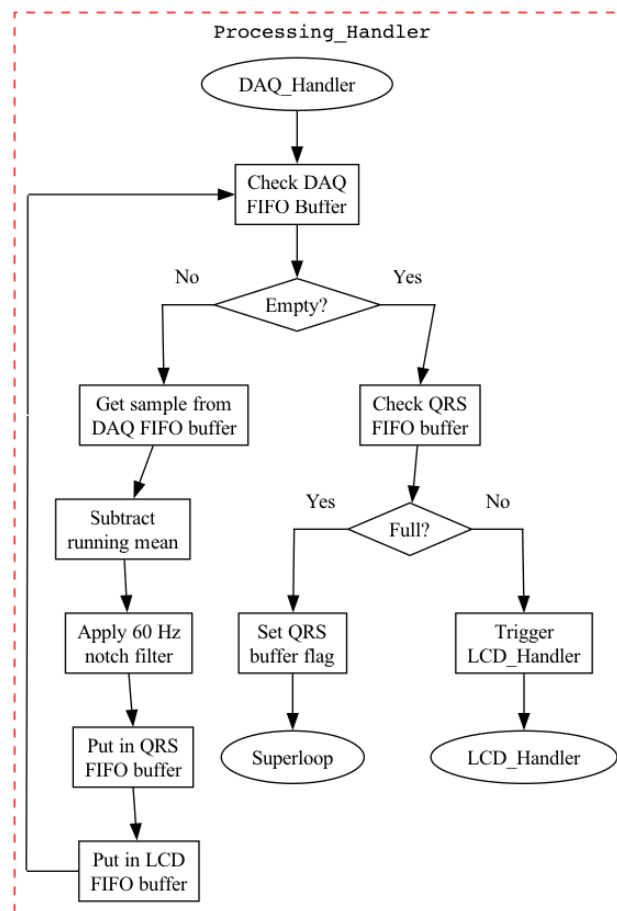 Processing_Handler
DAQ_Handler
Check DAQ
FIFO Buffer
No
Yes
Empty?
Get sample from
DAQ FIFO buffer
Check QRS
FIFO buffer
Subtract
running mean
Yes
No
Full?
Apply 60 Hz
notch filter
Set QRS
buffer flag
Trigger
LCD_Handler
Put in QRS
FIFO buffer
Superloop
LCD_Handler
Put in LCD
FIFO buffer